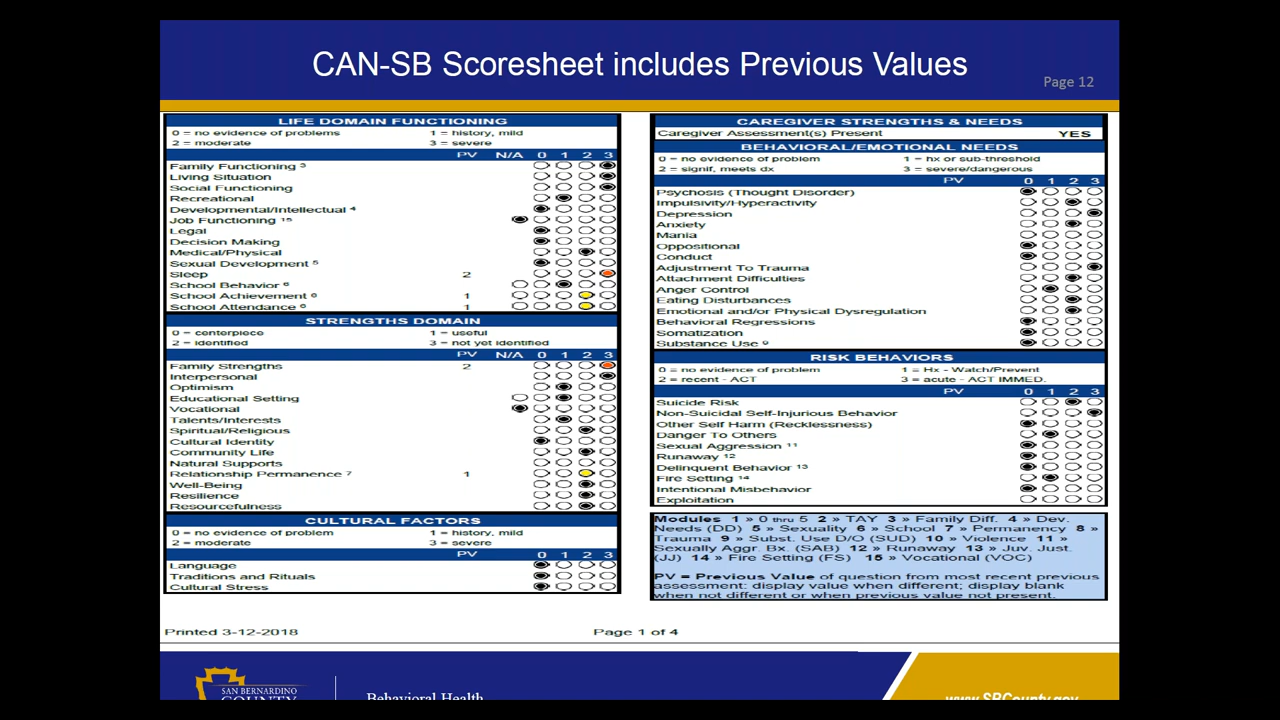 CAN-SB Scoresheet includes Previous Values
Page 12
LIFE DOMAIN FUNCTIONING
0 = no evidence of problems 1 = history, mild
2 = moderate 3 = severe
PV N/A 0 1 2 3
Family Functioning 3
Living Situation
Social Functioning
Recreational
Developmental/Intellectual 4
Job Functioning 15
Legal
Decision Making
Medical/Physical
Sexual Development 5
Sleep 2
School Behavior 6
School Achievement 6 1
School Attendance 6 1
STRENGTHS DOMAIN
0 = centerpiece 1 = useful
2 = identified 3 = not yet identified
PV N/A 0 1 2 3
Family Strengths 2
Interpersonal
Optimism
Educational Setting
Vocational
Talents/Interests
Spiritual/Religious
Cultural Identity
Community Life
Natural Supports
Relationship Permanence 7 1
Well-Being
Resilience
Resourcefulness
CULTURAL FACTORS
0 = no evidence of problems 1 = history, mild
2 = moderate 3 = severe
PV 0 1 2 3
Language
Traditions and Rituals
Cultural Stress
CAREGIVER STRENGTHS & NEEDS
Caregiver Assessment(s) Present YES
BEHAVIORAL/EMOTIONAL NEEDS
0 = no evidence of problem 1 = hx or sub-threshold
2 = signif, meets dx 3 = severe/dangerous
PV 0 1 2 3
Psychosis (Thought Disorder)
Impulsivity/Hyperactivity
Depression
Anxiety
Mania
Oppositional
Conduct
Adjustment To Trauma
Attachment Difficulties
Anger Control
Eating Disturbances
Emotional and/or Physical Dysregulation
Behavioral Regressions
Somatization
Substance Use 9
RISK BEHAVIORS
0 = no evidence of problem 1 = Hx - Watch/Prevent
2 = recent - ACT 3 = acute - ACT IMMED.
PV 0 1 2 3
Suicide Risk
Non-Suicidal Self-Injurious Behavior
Other Self Harm (Recklessness)
Danger To Others
Sexual Aggression 11
Runaway 12
Delinquent Behavior 13
Fire Setting 14
Intentional Misbehavior
Exploitation
Modules 1 » 0 thru 5 2 » TAY 3 » Family Diff. 4 » Dev.
Needs (DD) 5 » Sexuality 6 » School 7 » Permanency 8 »
Trauma 9 » Subst. Use D/O (SUD) 10 » Violence 11 »
Sexually Aggr. Bx. (SAB) 12 » Runaway 13 » Juv. Just.
(JJ) 14 » Fire Setting (FS) 15 » Vocational (VOC)
PV = Previous Value of question from most recent previous
assessment: display value when different; display blank
when not different or when previous value not present.
Printed 3-12-2018
Page 1 of 4
SAN BERNARDINO
COUNTY
Behavioral Health
www.SBCounty.gov